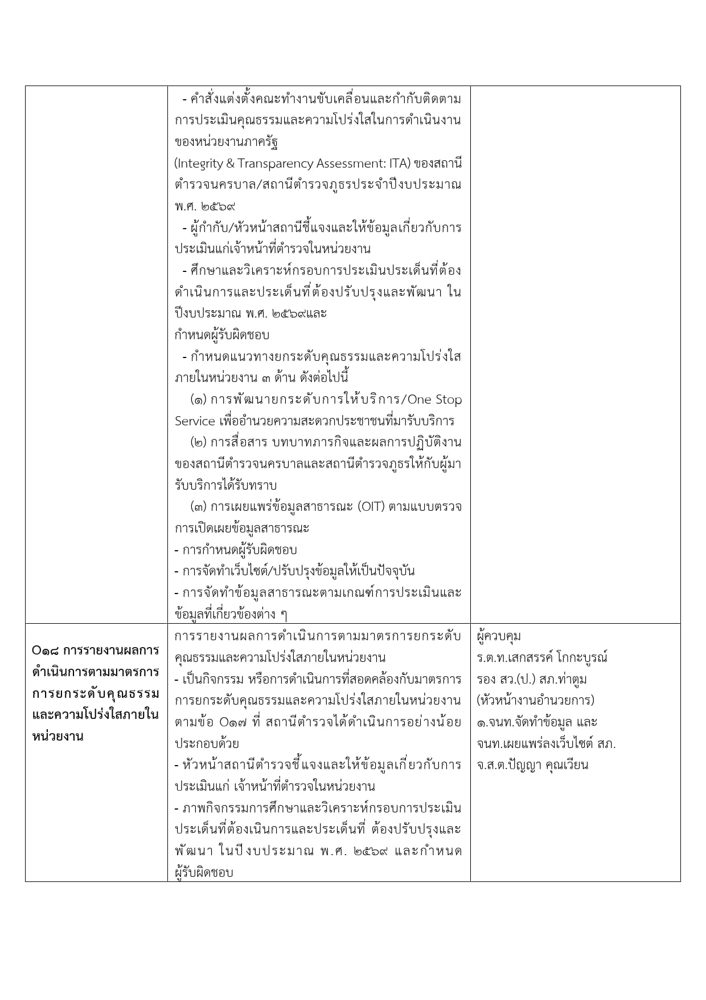 - คำสั่งแต่งตั้งคณะทำงานขับเคลื่อนและกำกับติดตาม
การประเมินคุณธรรมและความโปร่งใสในการดำเนินงาน
ของหน่วยงานภาครัฐ
(Integrity & Transparency Assessment: ITA) ของสถานี
ตำรวจนครบาล/สถานีตำรวจภูธรประจำปีงบประมาณ
พ.ศ. ๒๕๖๙
- ผู้กำกับ/หัวหน้าสถานีชี้แจงและให้ข้อมูลเกี่ยวกับการ
ประเมินแก่เจ้าหน้าที่ตำรวจในหน่วยงาน
- ศึกษาและวิเคราะห์กรอบการประเมินประเด็นที่ต้อง
ดำเนินการและประเด็นที่ต้องปรับปรุงและพัฒนา ใน
ปีงบประมาณ พ.ศ. ๒๕๖๙และ
กำหนดผู้รับผิดชอบ
- กำหนดแนวทางยกระดับคุณธรรมและความโปร่งใส
ภายในหน่วยงาน ๓ ด้าน ดังต่อไปนี้
(๑) การพัฒนายกระดับการให้บริการ/One Stop
Service เพื่ออำนวยความสะดวกประชาชนที่มารับบริการ
(๒) การสื่อสาร บทบาทภารกิจและผลการปฏิบัติงาน
ของสถานีตำรวจนครบาลและสถานีตำรวจภูธรให้กับผู้มา
รับบริการได้รับทราบ
(๓) การเผยแพร่ข้อมูลสาธารณะ (OIT) ตามแบบตรวจ
การเปิดเผยข้อมูลสาธารณะ
- การกำหนดผู้รับผิดชอบ
- การจัดทำเว็บไซต์/ปรับปรุงข้อมูลให้เป็นปัจจุบัน
- การจัดทำข้อมูลสาธารณะตามเกณฑ์การประเมินและ
ข้อมูลที่เกี่ยวข้องต่าง ๆ
O๑๘ การรายงานผลการ
ดำเนินการตามมาตรการ
การยกระดับคุณธรรม
และความโปร่งใสภายใน
หน่วยงาน
การรายงานผลการดำเนินการตามมาตรการยกระดับ
คุณธรรมและความโปร่งใสภายในหน่วยงาน
- เป็นกิจกรรม หรือการดำเนินการที่สอดคล้องกับมาตรการ
การยกระดับคุณธรรมและความโปร่งใสภายในหน่วยงาน
ตามข้อ O๑๗ ที่ สถานีตำรวจได้ดำเนินการอย่างน้อย
ประกอบด้วย
- หัวหน้าสถานีตำรวจชี้แจงและให้ข้อมูลเกี่ยวกับการ
ประเมินแก่ เจ้าหน้าที่ตำรวจในหน่วยงาน
- ภาพกิจกรรมการศึกษาและวิเคราะห์กรอบการประเมิน
ประเด็นที่ต้องเนินการและประเด็นที่ ต้องปรับปรุงและ
พัฒนา ในปีงบประมาณ พ.ศ. ๒๕๖๙ และกำหนด
ผู้รับผิดชอบ
ผู้ควบคุม
ร.ต.ท.เสกสรรค์ โกกะบูรณ์
รอง สว.(ป.) สภ.ท่าตูม
(หัวหน้างานอำนวยการ)
๑.จนท.จัดทำข้อมูล และ
จนท.เผยแพร่ลงเว็บไซต์ สภ.
จ.ส.ต.ปัญญา คุณเวียน